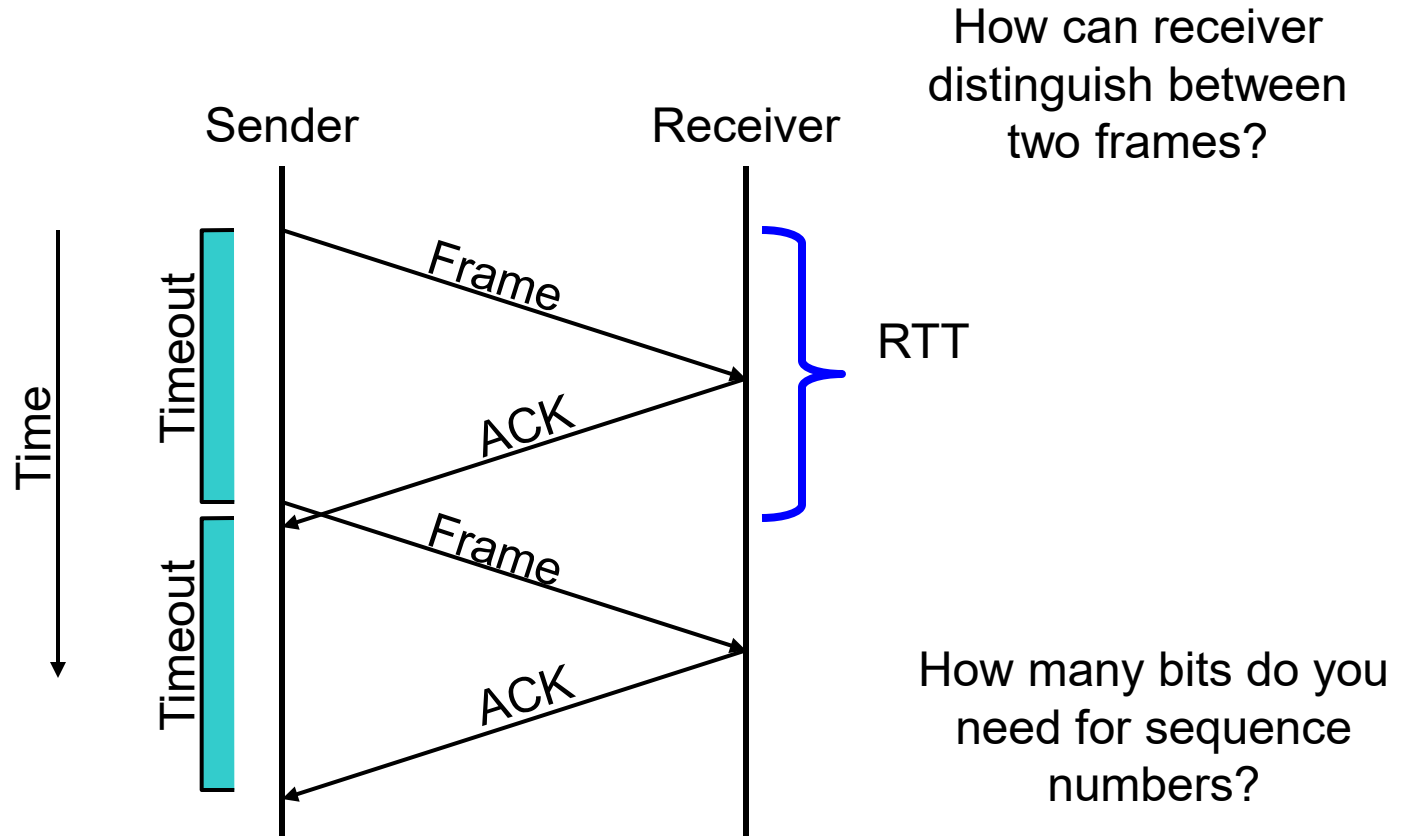 How can receiver
distinguish between
two frames?
Sender
Receiver
Frame
Timeout
RTT
Time
ACK
Frame
Timeout
ACK
How many bits do you
need for sequence
numbers?